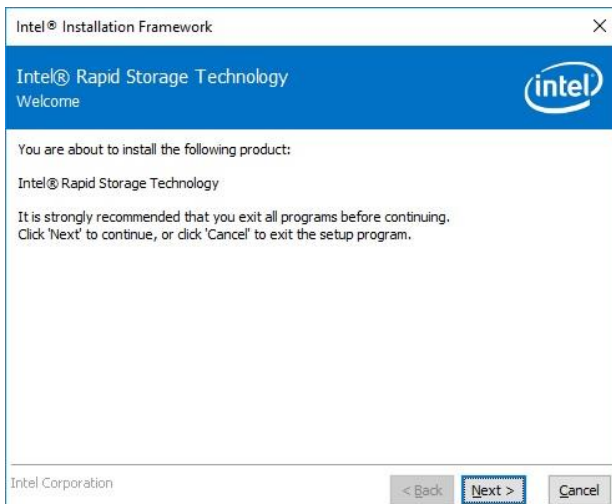 Intel® Installation Framework
Intel® Rapid Storage Technology
Welcome
intel
You are about to install the following product:
Intel® Rapid Storage Technology
It is strongly recommended that you exit all programs before continuing.
Click 'Next' to continue, or click 'Cancel' to exit the setup program.
Intel Corporation
< Back Next > Cancel